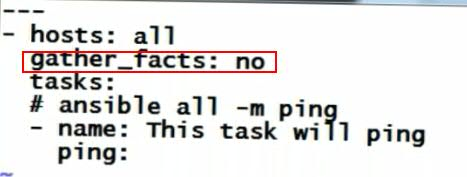 ---
- hosts: all
  gather_facts: no
  tasks:
  # ansible all -m ping
  - name: This task will ping
    ping:
~